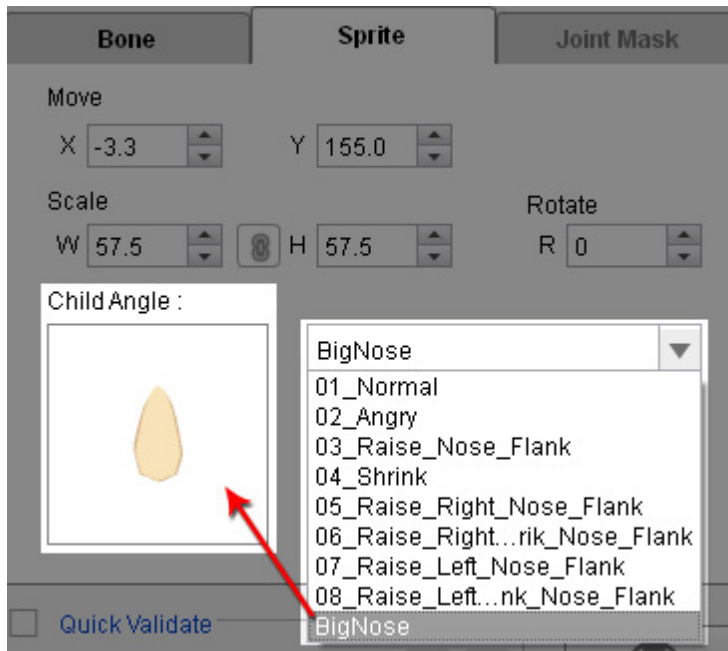 Bone Sprite Joint Mask
Move
X -3.3 Y 155.0
Scale Rotate
W 57.5 H 57.5 R 0
Child Angle :
BigNose
01_Normal
02_Angry
03_Raise_Nose_Flank
04_Shrink
05_Raise_Right_Nose_Flank
06_Raise_Right...rik_Nose_Flank
07_Raise_Left_Nose_Flank
08_Raise_Left...nk_Nose_Flank
BigNose
Quick Validate